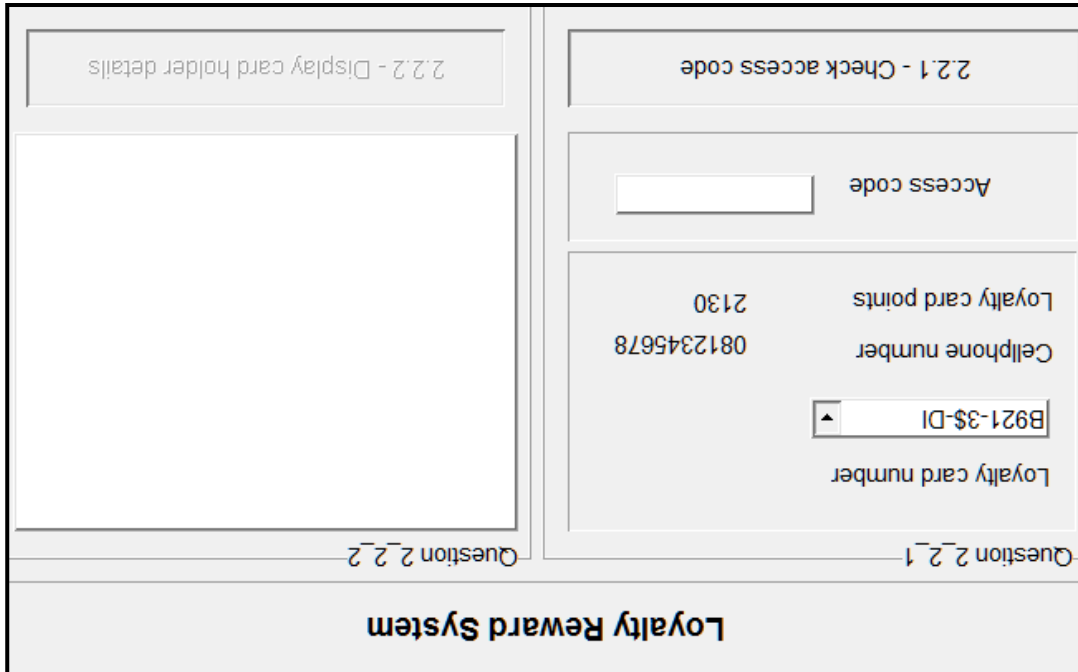 Loyalty Reward System
Question 2_2_1
Loyalty card number
B921-3$-DI
Cellphone number 0812345678
Loyalty card points 2130
Access code
2.2.1 - Check access code
Question 2_2_2
2.2.2 - Display card holder details